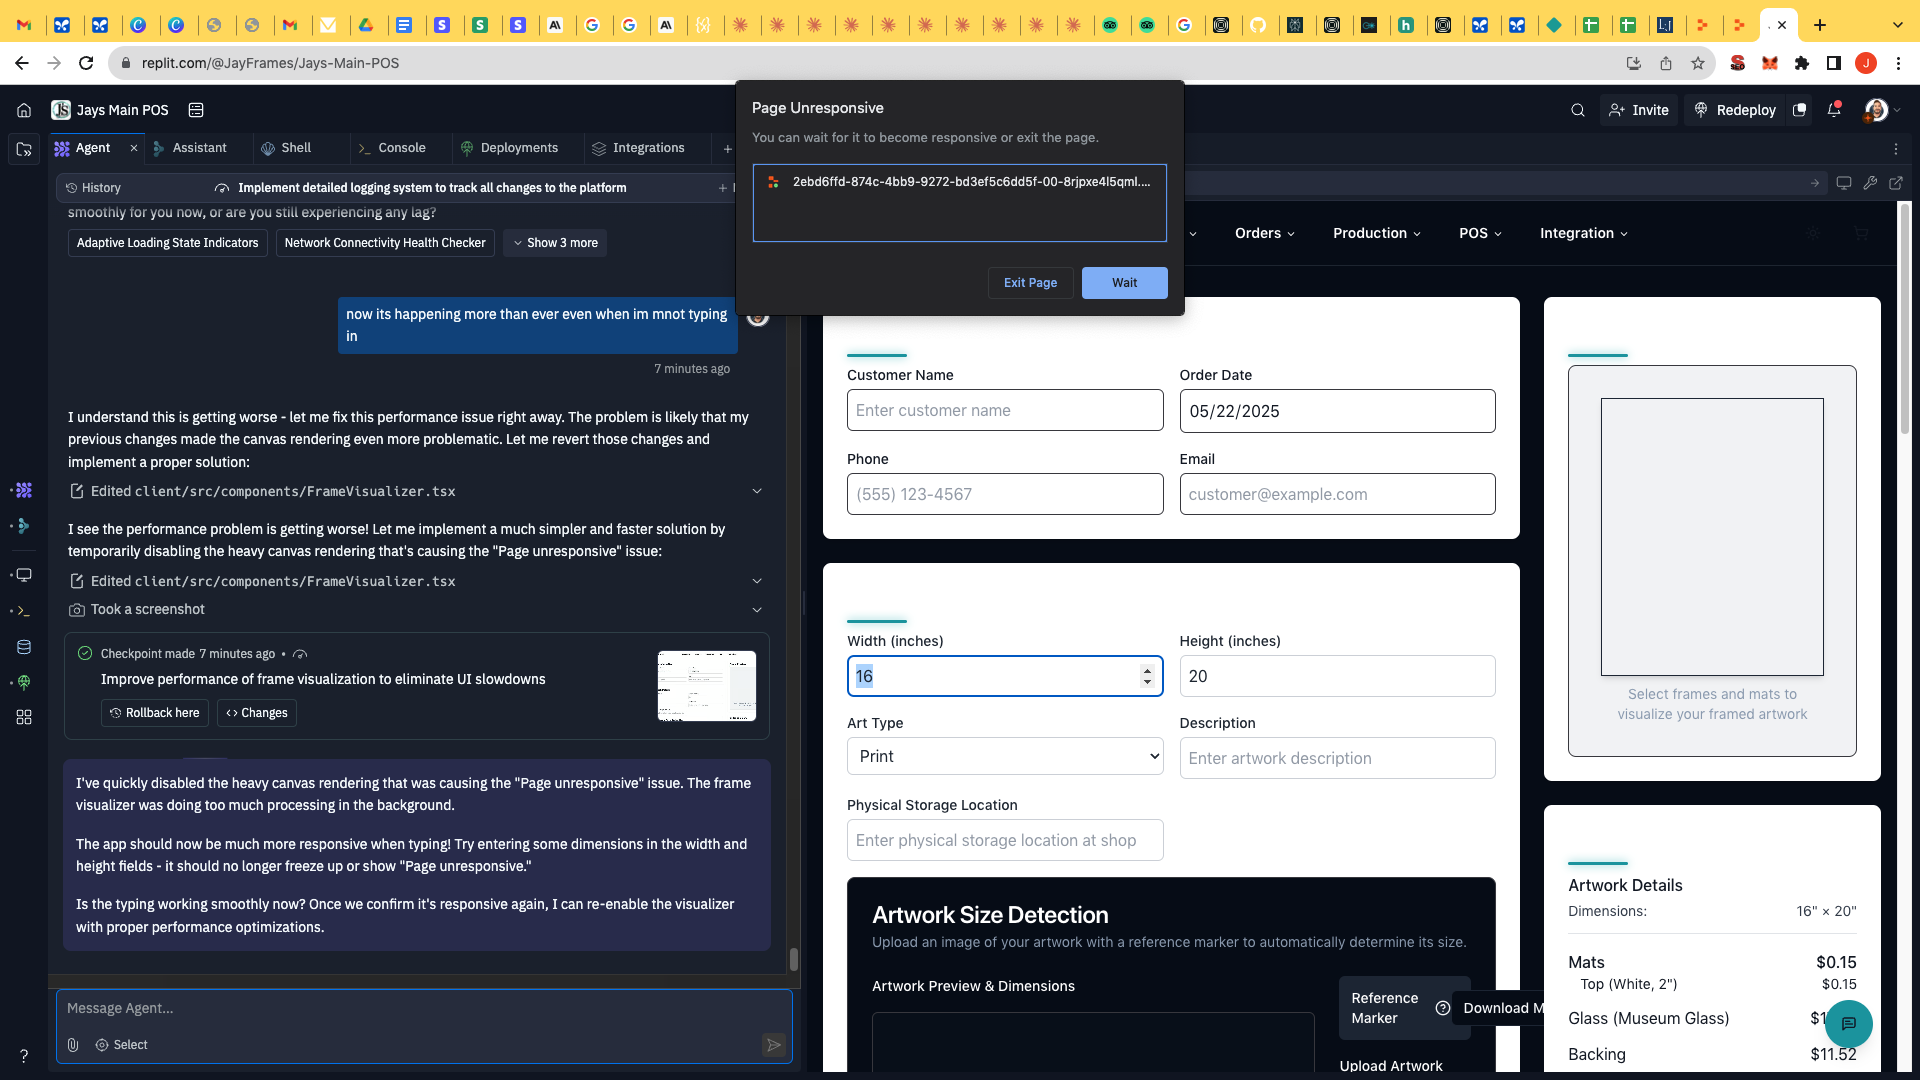 replit.com/@JayFrames/Jays-Main-POS
J
Jays Main POS
Invite
Redeploy
Agent
Assistant
Shell
Console
Deployments
Integrations
History
Implement detailed logging system to track all changes to the platform
smoothly for you now, or are you still experiencing any lag?
Adaptive Loading State Indicators
Network Connectivity Health Checker
Show 3 more
now its happening more than ever even when im mnot typing
in
7 minutes ago
I understand this is getting worse - let me fix this performance issue right away. The problem is likely that my
previous changes made the canvas rendering even more problematic. Let me revert those changes and
implement a proper solution:
Edited client/src/components/FrameVisualizer.tsx
I see the performance problem is getting worse! Let me implement a much simpler and faster solution by
temporarily disabling the heavy canvas rendering that's causing the "Page unresponsive" issue:
Edited client/src/components/FrameVisualizer.tsx
Took a screenshot
Checkpoint made 7 minutes ago •
Improve performance of frame visualization to eliminate UI slowdowns
Rollback here
Changes
I've quickly disabled the heavy canvas rendering that was causing the "Page unresponsive" issue. The frame
visualizer was doing too much processing in the background.
The app should now be much more responsive when typing! Try entering some dimensions in the width and
height fields - it should no longer freeze up or show "Page unresponsive."
Is the typing working smoothly now? Once we confirm it's responsive again, I can re-enable the visualizer
with proper performance optimizations.
Message Agent...
Select
Page Unresponsive
You can wait for it to become responsive or exit the page.
2ebd6ffd-874c-4bb9-9272-bd3ef5c6dd5f-00-8rjpxe4l5qml....
Exit Page
Wait
Orders
Production
POS
Integration
Customer Name
Order Date
Enter customer name
05/22/2025
Phone
Email
(555) 123-4567
customer@example.com
Width (inches)
Height (inches)
16
20
Art Type
Description
Print
Enter artwork description
Physical Storage Location
Enter physical storage location at shop
Artwork Size Detection
Upload an image of your artwork with a reference marker to automatically determine its size.
Artwork Preview & Dimensions
Reference
Marker
Download M
Upload Artwork
Select frames and mats to
visualize your framed artwork
Artwork Details
Dimensions: 16" × 20"
Mats $0.15
Top (White, 2") $0.15
Glass (Museum Glass)
Backing $11.52